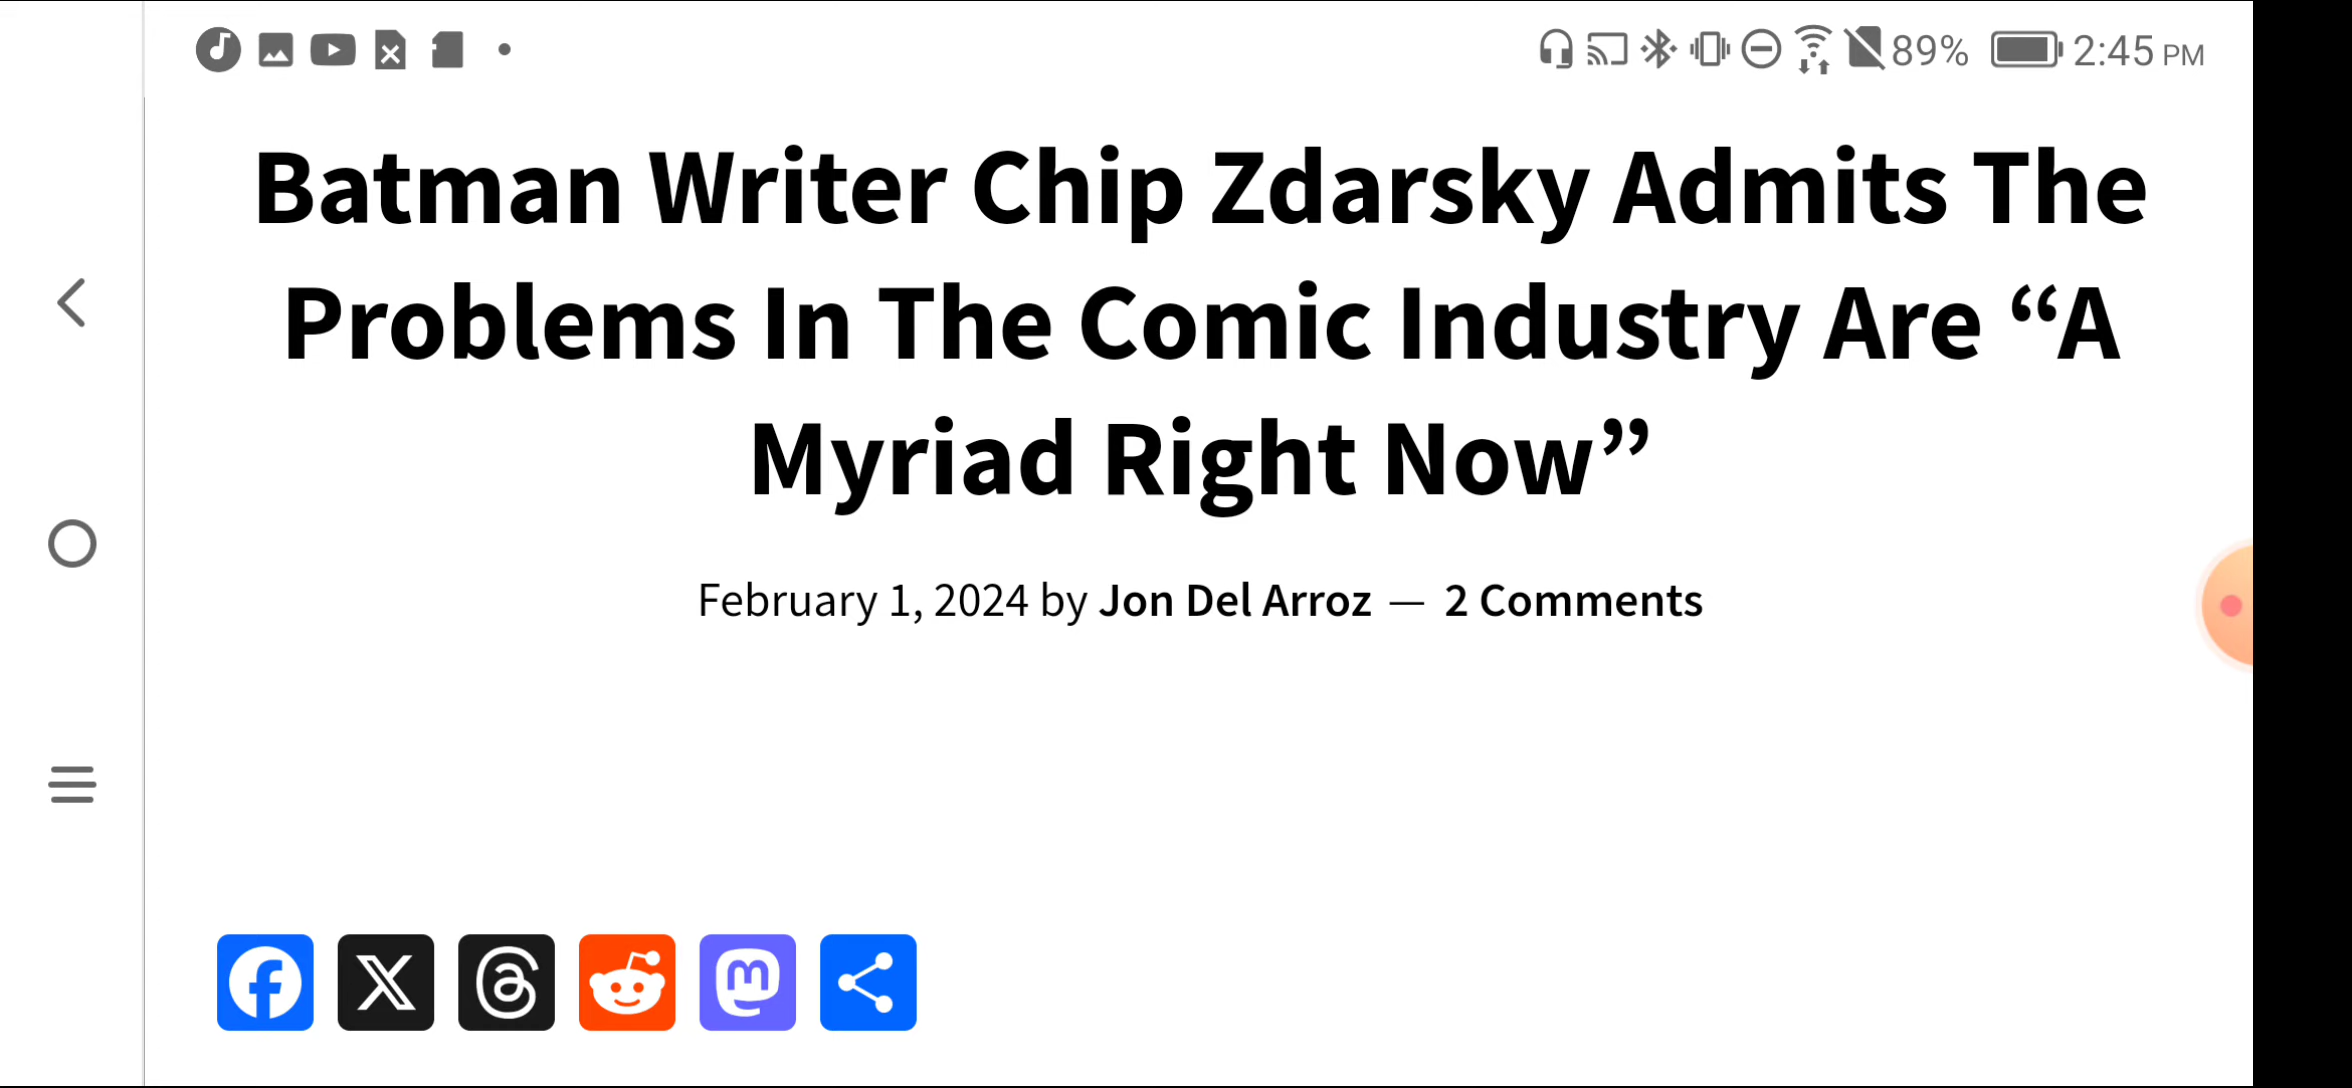 89% 2:45 PM
Batman Writer Chip Zdarsky Admits The
Problems In The Comic Industry Are “A
Myriad Right Now”
February 1, 2024 by Jon Del Arroz — 2 Comments